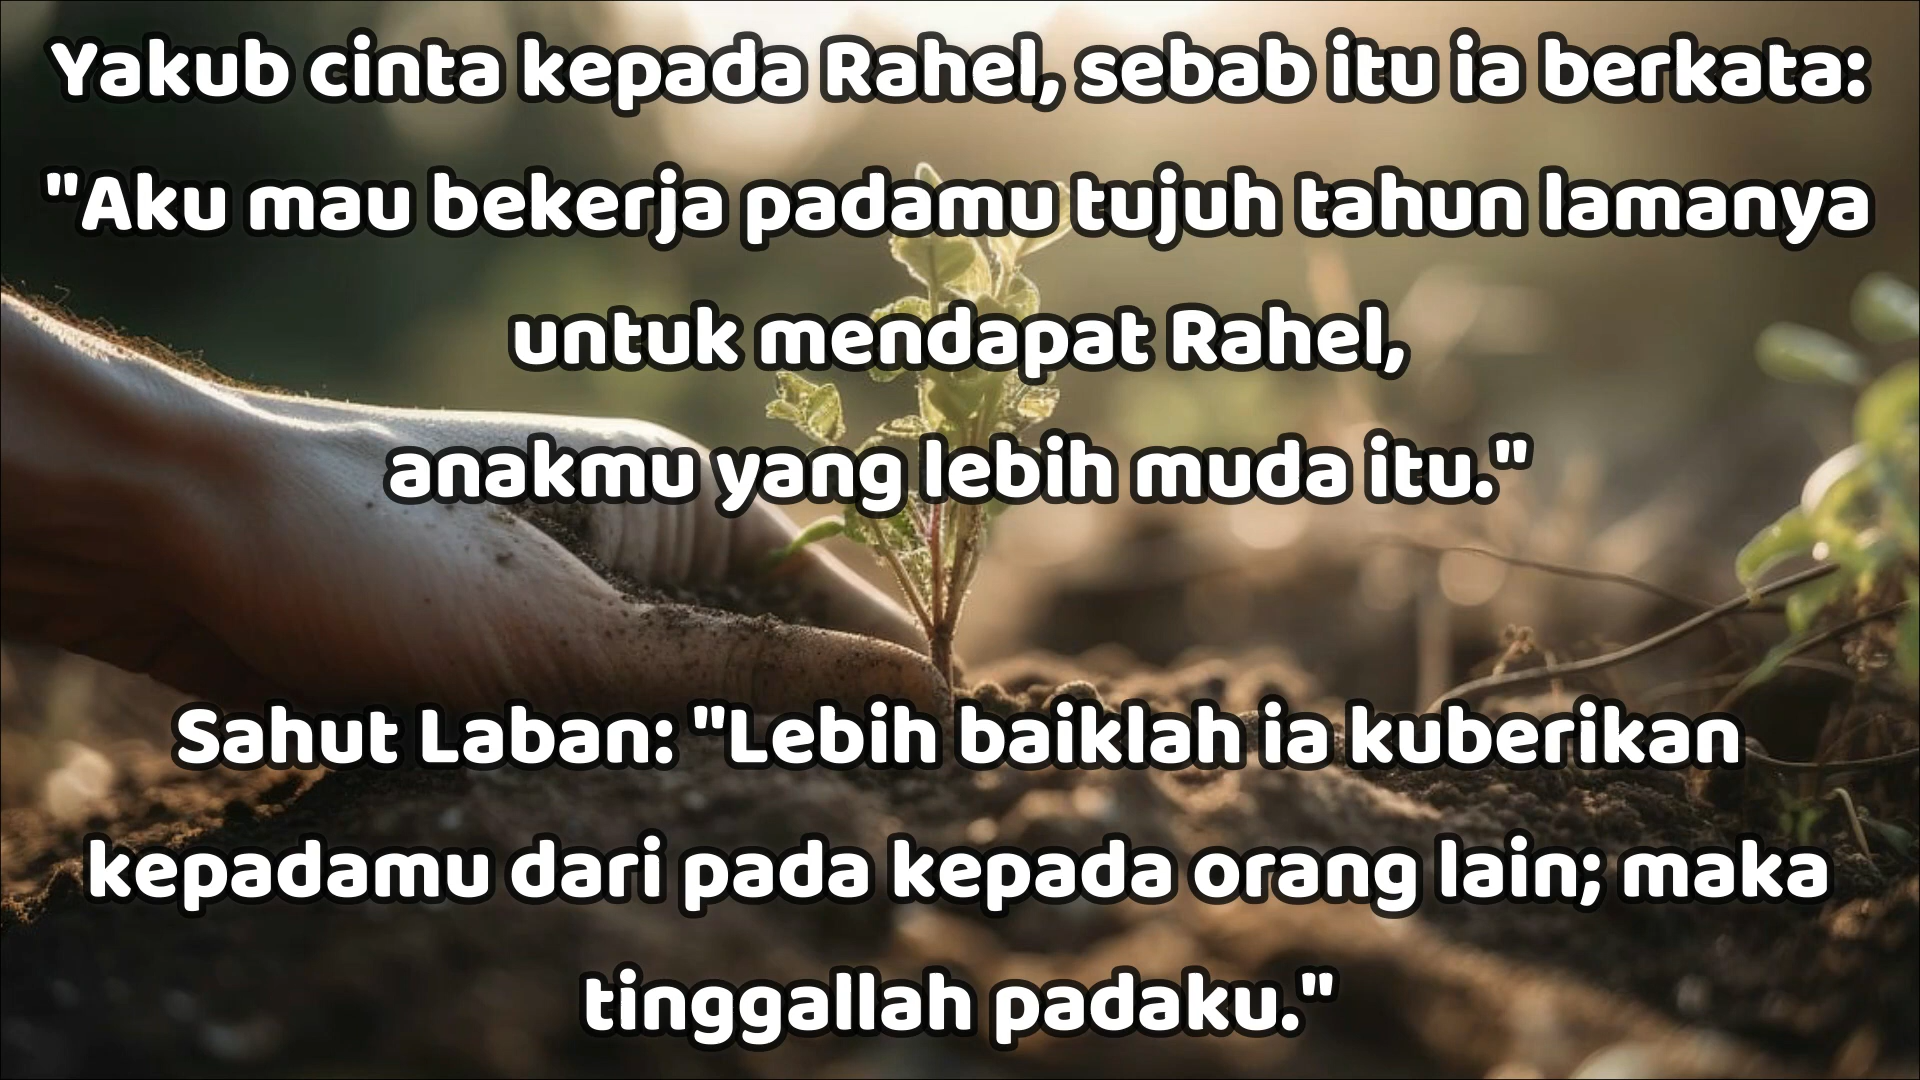 Yakub cinta kepada Rahel, sebab itu ia berkata:
"Aku mau bekerja padamu tujuh tahun lamanya
untuk mendapat Rahel,
anakmu yang lebih muda itu."
Sahut Laban: "Lebih baiklah ia kuberikan
kepadamu dari pada kepada orang lain; maka
tinggallah padaku."